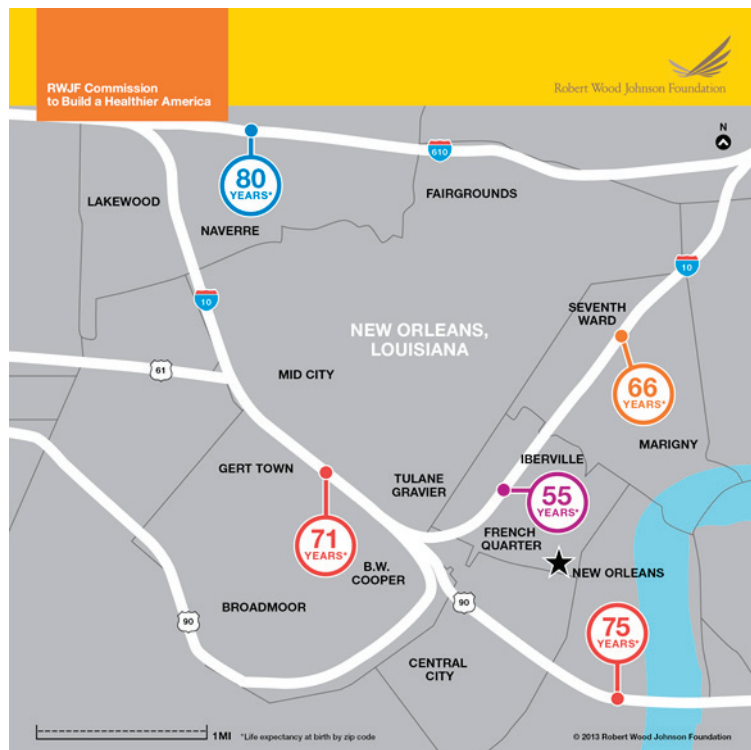 RWJF Commission
to Build a Healthier America
Robert Wood Johnson Foundation
N
610
80
YEARS*
LAKEWOOD
FAIRGROUNDS
NAVERRE
10
10
SEVENTH
WARD
NEW ORLEANS,
LOUISIANA
61
MID CITY
66
YEARS*
MARIGNY
IBERVILLE
GERT TOWN
TULANE
GRAVIER
55
YEARS*
71
YEARS*
FRENCH
QUARTER
B.W.
COOPER
NEW ORLEANS
BROADMOOR
90
90
75
YEARS*
CENTRAL
CITY
1MI
*Life expectancy at birth by zip code
© 2013 Robert Wood Johnson Foundation